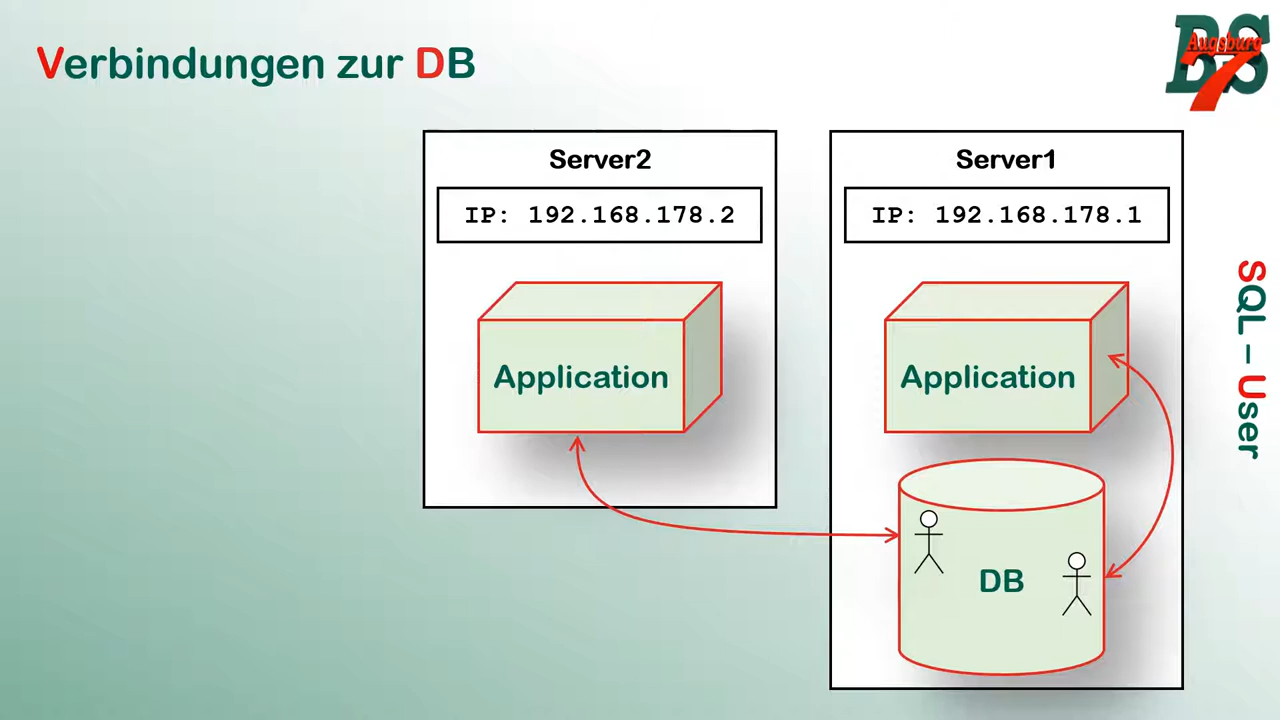 Verbindungen zur DB
BS
Augsburg
7
Server2
IP: 192.168.178.2
Application
Server1
IP: 192.168.178.1
Application
DB
SQL – User